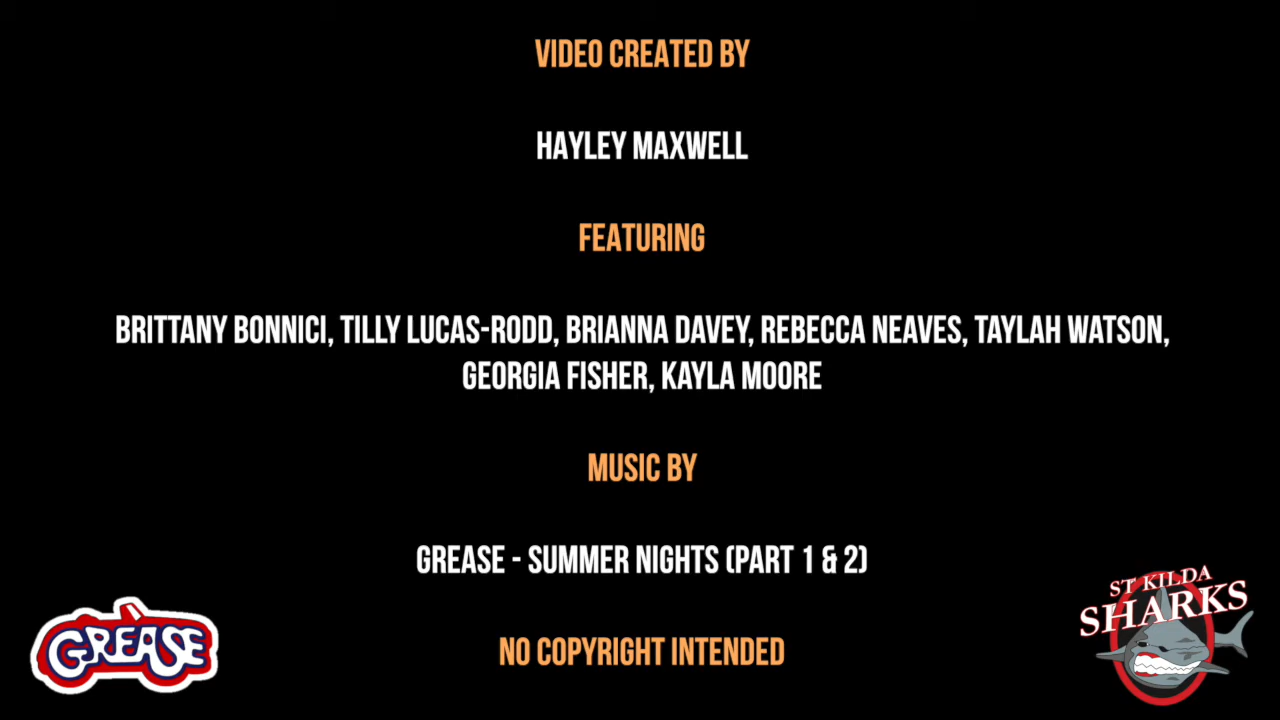 VIDEO CREATED BY
HAYLEY MAXWELL
FEATURING
BRITTANY BONNICI, TILLY LUCAS-RODD, BRIANNA DAVEY, REBECCA NEAVES, TAYLAH WATSON,
GEORGIA FISHER, KAYLA MOORE
MUSIC BY
GREASE - SUMMER NIGHTS (PART 1 & 2)
NO COPYRIGHT INTENDED
GREASE
ST KILDA
SHARKS